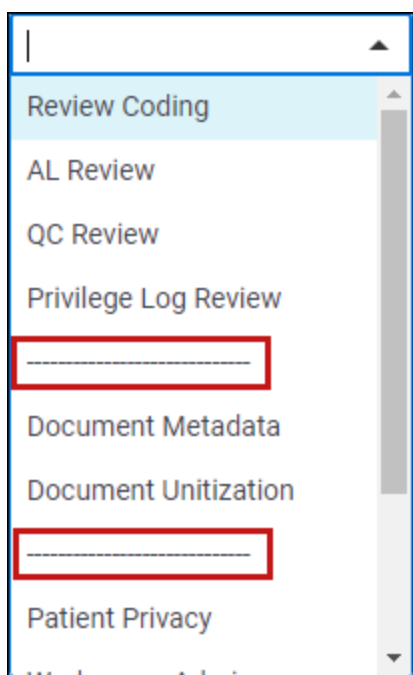 Review Coding
AL Review
QC Review
Privilege Log Review
-----------------------------
Document Metadata
Document Unitization
-----------------------------
Patient Privacy